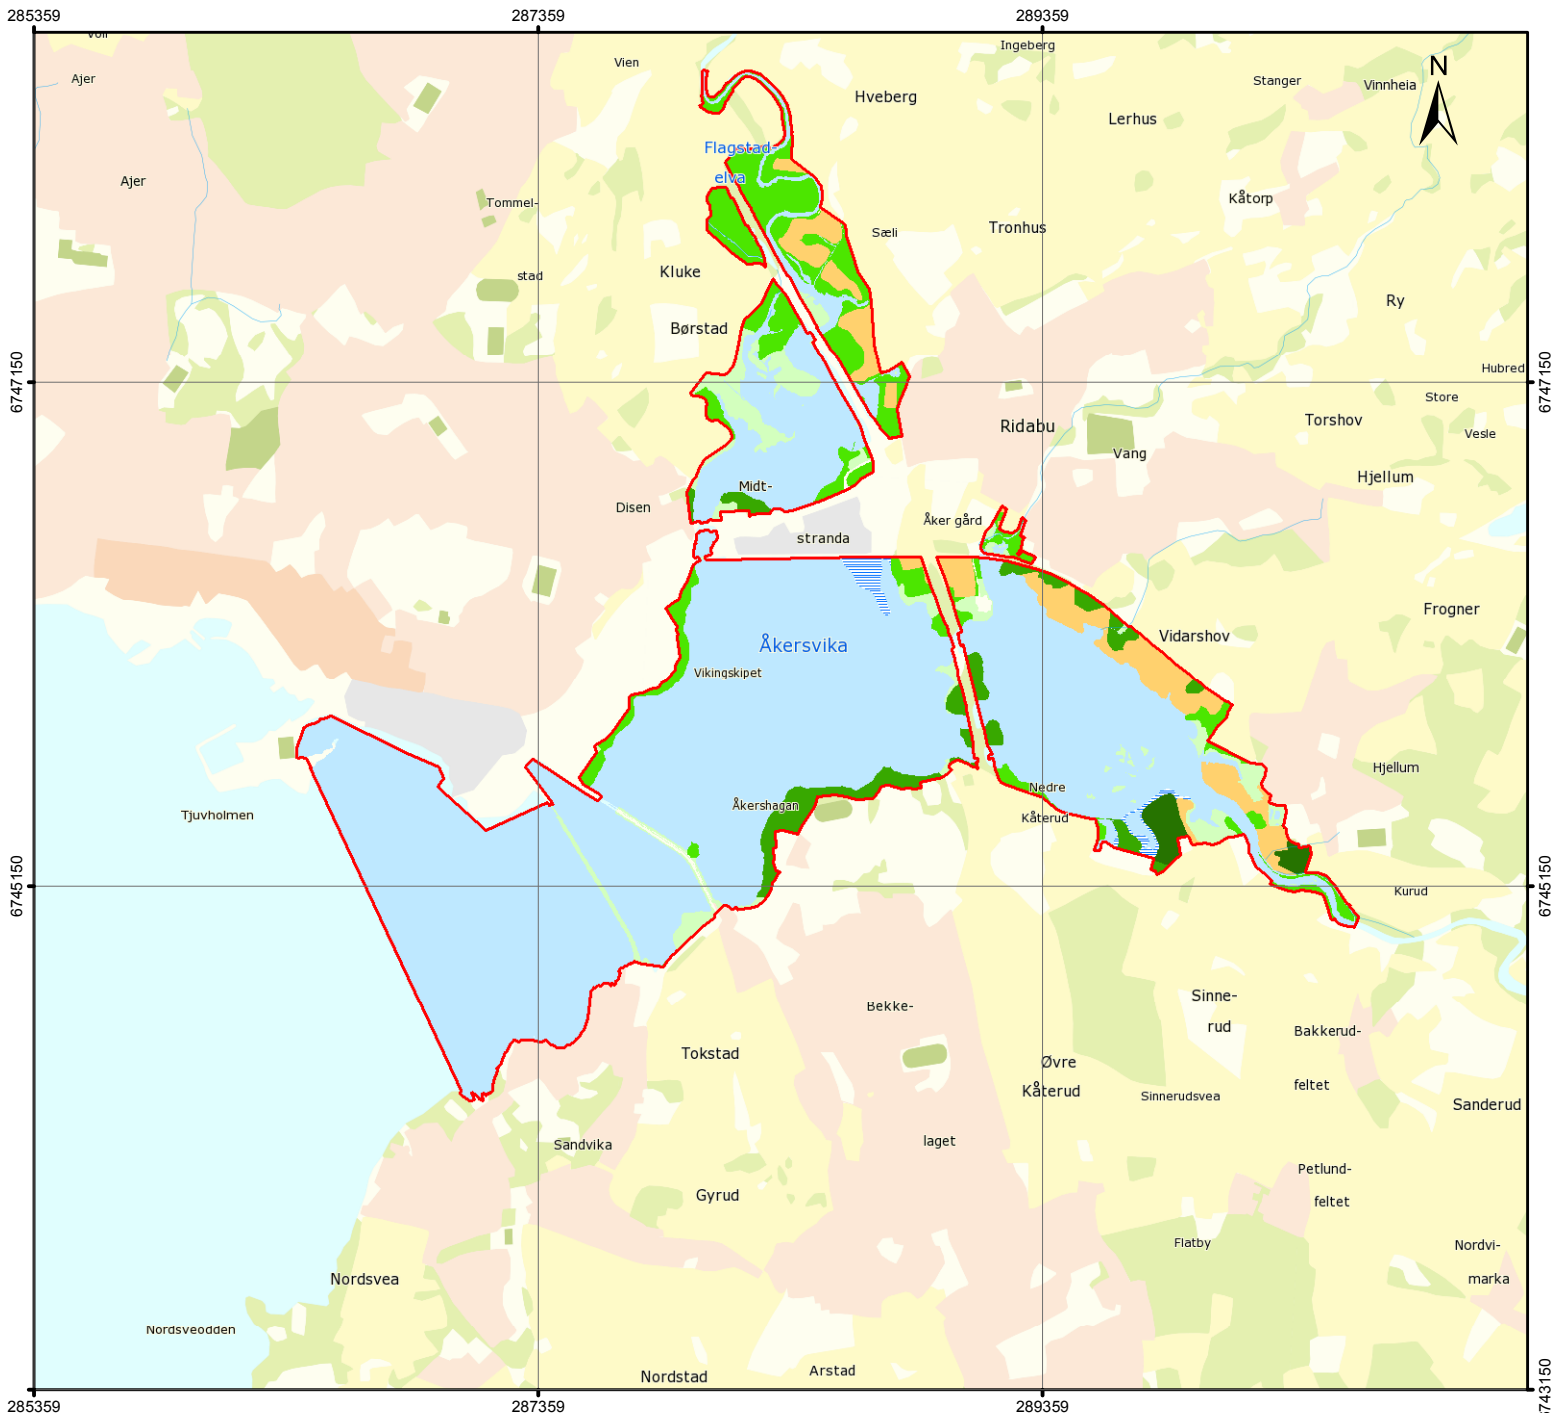 285359 287359 289359
Voll
Ingeberg
N
Ajer
Vien
Stanger
Vinnheia
Hveberg
Lerhus
Flagstad-
elva
Ajer
Tommel-
stad
Kåtorp
Sæli
Tronhus
Kluke
Ry
Børstad
6747150
6747150
Hubred
Store
Torshov
Vesle
Ridabu
Vang
Hjellum
Midt-
stranda
Disen
Åker gård
Frogner
Vidarshov
Åkersvika
Vikingskipet
Hjellum
Nedre
Kåterud
Åkershagan
Tjuvholmen
6745150
6745150
Kurud
Sinne-
rud
Bekke-
laget
Bakkerud-
feltet
Tokstad
Øvre
Kåterud
Sinnerudsvea
Sanderud
Sandvika
Petlund-
feltet
Gyrud
Flatby
Nordvi-
marka
Nordsvea
Nordsveodden
Nordstad
Arstad
6743150
285359 287359 289359